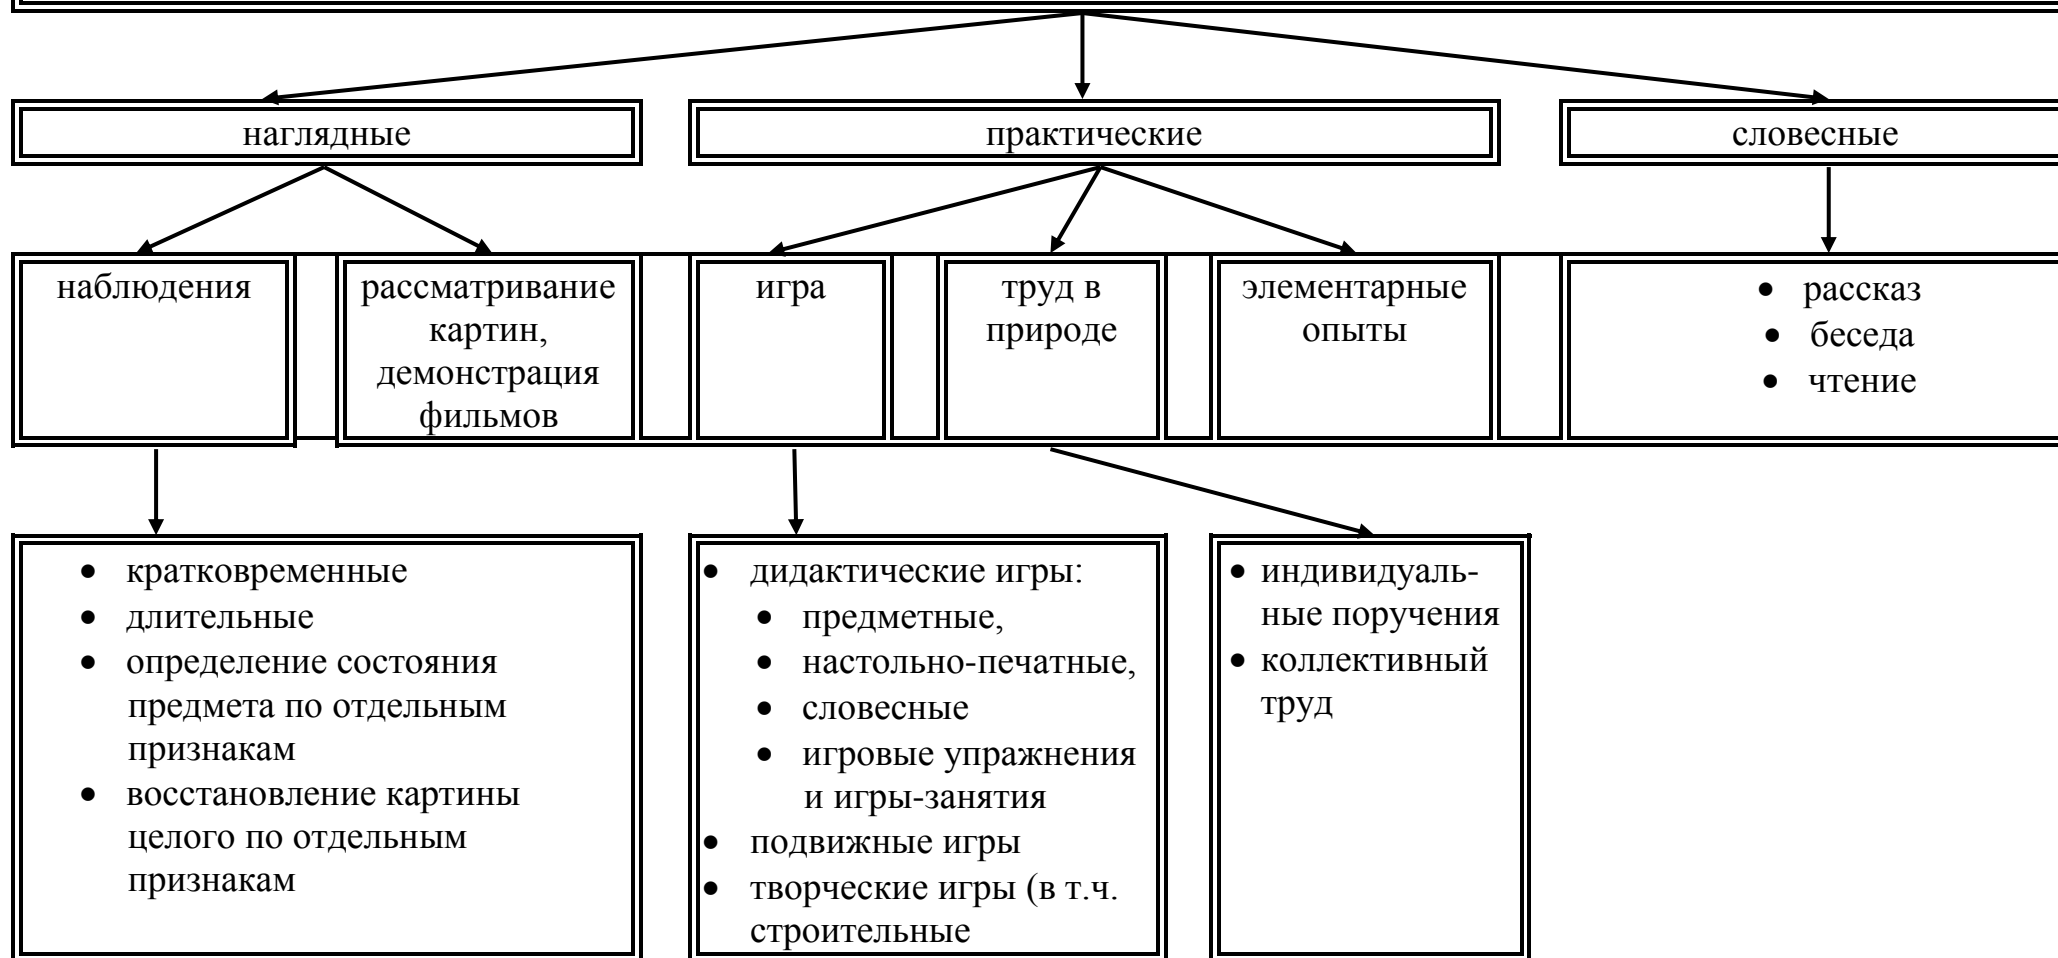 наглядные
практические
словесные
наблюдения
рассматривание
картин,
демонстрация
фильмов
игра
труд в
природе
элементарные
опыты
• рассказ
• беседа
• чтение
• кратковременные
• длительные
• определение состояния
предмета по отдельным
признакам
• восстановление картины
целого по отдельным
признакам
• дидактические игры:
• предметные,
• настольно-печатные,
• словесные
• игровые упражнения
и игры-занятия
• подвижные игры
• творческие игры (в т.ч.
строительные
• индивидуаль-
ные поручения
• коллективный
труд